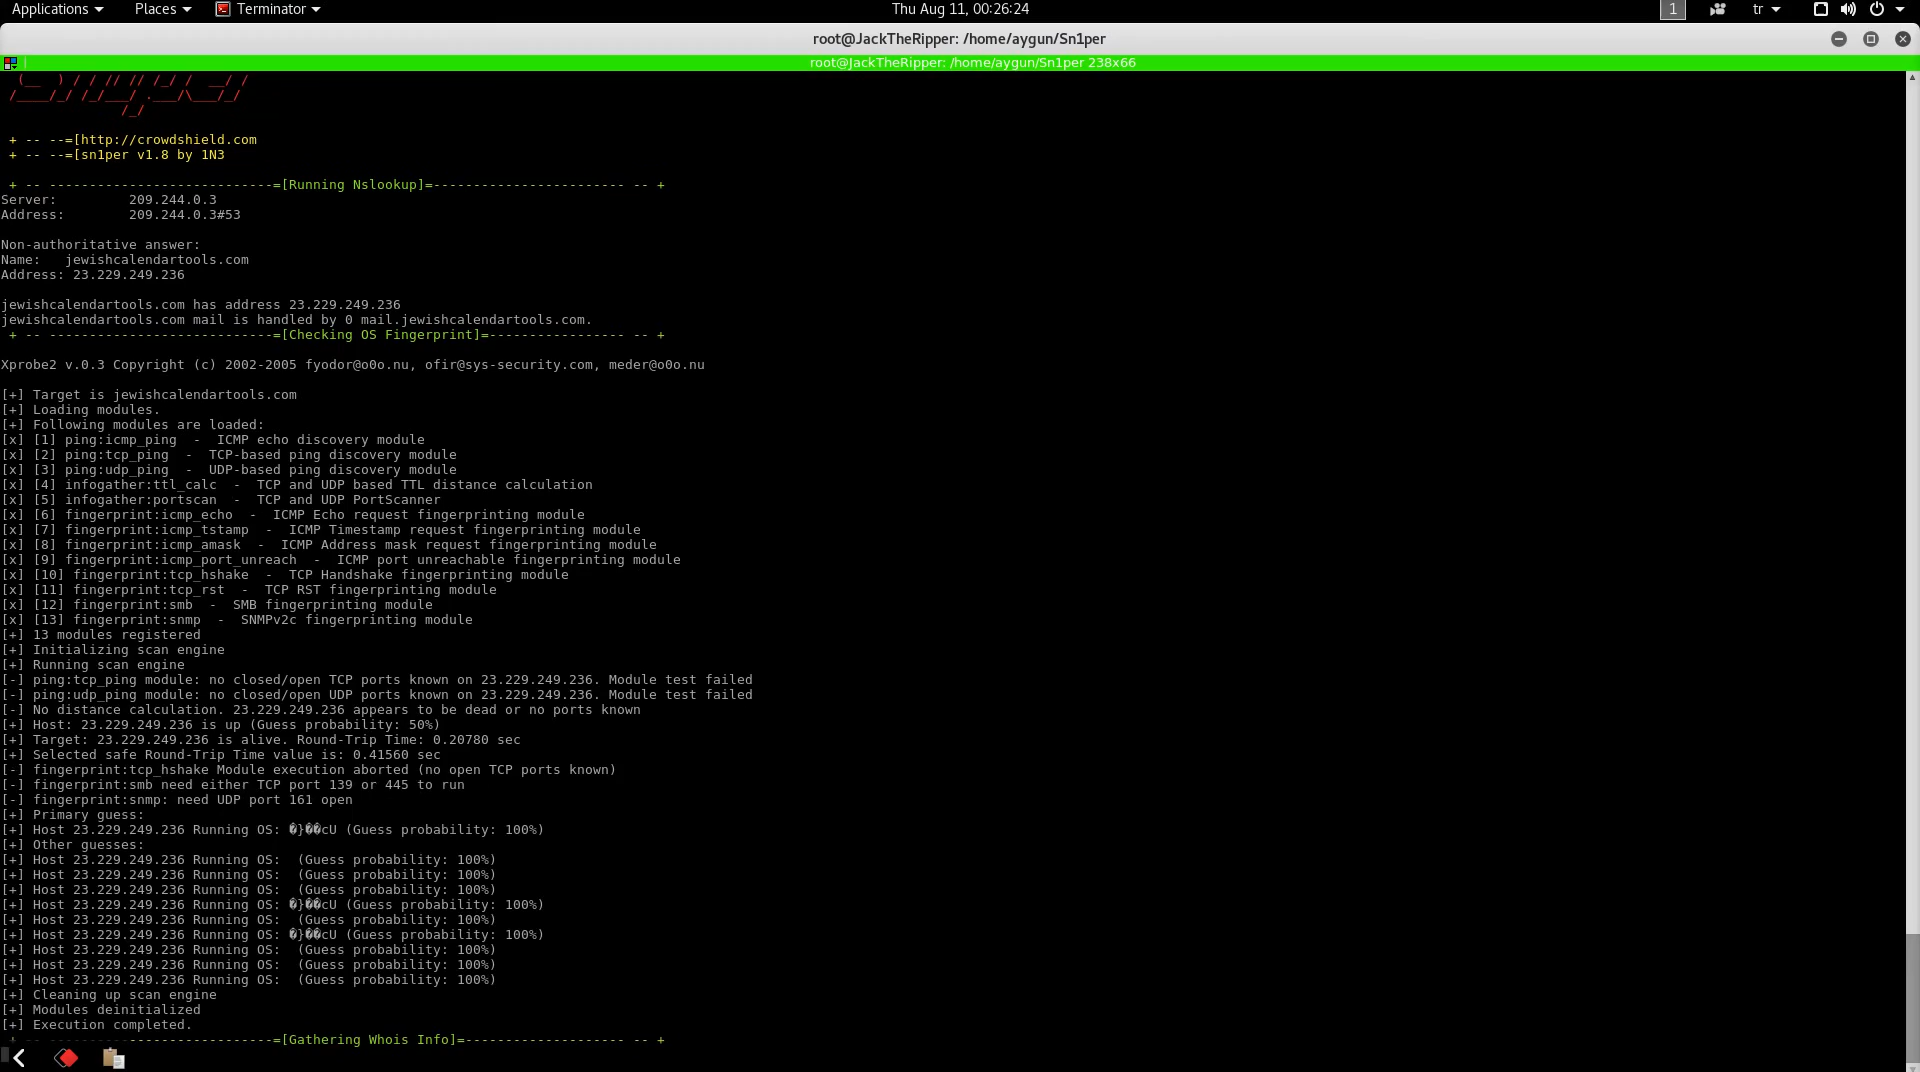 Applications Places Terminator Thu Aug 11, 00:26:24 1 tr
root@JackTheRipper: /home/aygun/Sn1per
root@JackTheRipper: /home/aygun/Sn1per 238x66
(__  ) / / // // /_/ /  __/ /
/____/_/ /_/___/ .___/\___/_/
/_/
+ -- --=[http://crowdshield.com
+ -- --=[sn1per v1.8 by 1N3
+ -- ----------------------------=[Running Nslookup]=------------------------ -- +
Server:         209.244.0.3
Address:        209.244.0.3#53
Non-authoritative answer:
Name:   jewishcalendartools.com
Address: 23.229.249.236
jewishcalendartools.com has address 23.229.249.236
jewishcalendartools.com mail is handled by 0 mail.jewishcalendartools.com.
+ -- ----------------------------=[Checking OS Fingerprint]=----------------- -- +
Xprobe2 v.0.3 Copyright (c) 2002-2005 fyodor@o0o.nu, ofir@sys-security.com, meder@o0o.nu
[+] Target is jewishcalendartools.com
[+] Loading modules.
[+] Following modules are loaded:
[x] [1] ping:icmp_ping  -  ICMP echo discovery module
[x] [2] ping:tcp_ping  -  TCP-based ping discovery module
[x] [3] ping:udp_ping  -  UDP-based ping discovery module
[x] [4] infogather:ttl_calc  -  TCP and UDP based TTL distance calculation
[x] [5] infogather:portscan  -  TCP and UDP PortScanner
[x] [6] fingerprint:icmp_echo  -  ICMP Echo request fingerprinting module
[x] [7] fingerprint:icmp_tstamp  -  ICMP Timestamp request fingerprinting module
[x] [8] fingerprint:icmp_amask  -  ICMP Address mask request fingerprinting module
[x] [9] fingerprint:icmp_port_unreach  -  ICMP port unreachable fingerprinting module
[x] [10] fingerprint:tcp_hshake  -  TCP Handshake fingerprinting module
[x] [11] fingerprint:tcp_rst  -  TCP RST fingerprinting module
[x] [12] fingerprint:smb  -  SMB fingerprinting module
[x] [13] fingerprint:snmp  -  SNMPv2c fingerprinting module
[+] 13 modules registered
[+] Initializing scan engine
[+] Running scan engine
[-] ping:tcp_ping module: no closed/open TCP ports known on 23.229.249.236. Module test failed
[-] ping:udp_ping module: no closed/open UDP ports known on 23.229.249.236. Module test failed
[-] No distance calculation. 23.229.249.236 appears to be dead or no ports known
[+] Host: 23.229.249.236 is up (Guess probability: 50%)
[+] Target: 23.229.249.236 is alive. Round-Trip Time: 0.20780 sec
[+] Selected safe Round-Trip Time value is: 0.41560 sec
[-] fingerprint:tcp_hshake Module execution aborted (no open TCP ports known)
[-] fingerprint:smb need either TCP port 139 or 445 to run
[-] fingerprint:snmp: need UDP port 161 open
[+] Primary guess:
[+] Host 23.229.249.236 Running OS: �}��cU (Guess probability: 100%)
[+] Other guesses:
[+] Host 23.229.249.236 Running OS:  (Guess probability: 100%)
[+] Host 23.229.249.236 Running OS:  (Guess probability: 100%)
[+] Host 23.229.249.236 Running OS:  (Guess probability: 100%)
[+] Host 23.229.249.236 Running OS: �}��cU (Guess probability: 100%)
[+] Host 23.229.249.236 Running OS:  (Guess probability: 100%)
[+] Host 23.229.249.236 Running OS: �}��cU (Guess probability: 100%)
[+] Host 23.229.249.236 Running OS:  (Guess probability: 100%)
[+] Host 23.229.249.236 Running OS:  (Guess probability: 100%)
[+] Host 23.229.249.236 Running OS:  (Guess probability: 100%)
[+] Cleaning up scan engine
[+] Modules deinitialized
[+] Execution completed.
+ -- ----------------------------=[Gathering Whois Info]=-------------------- -- +